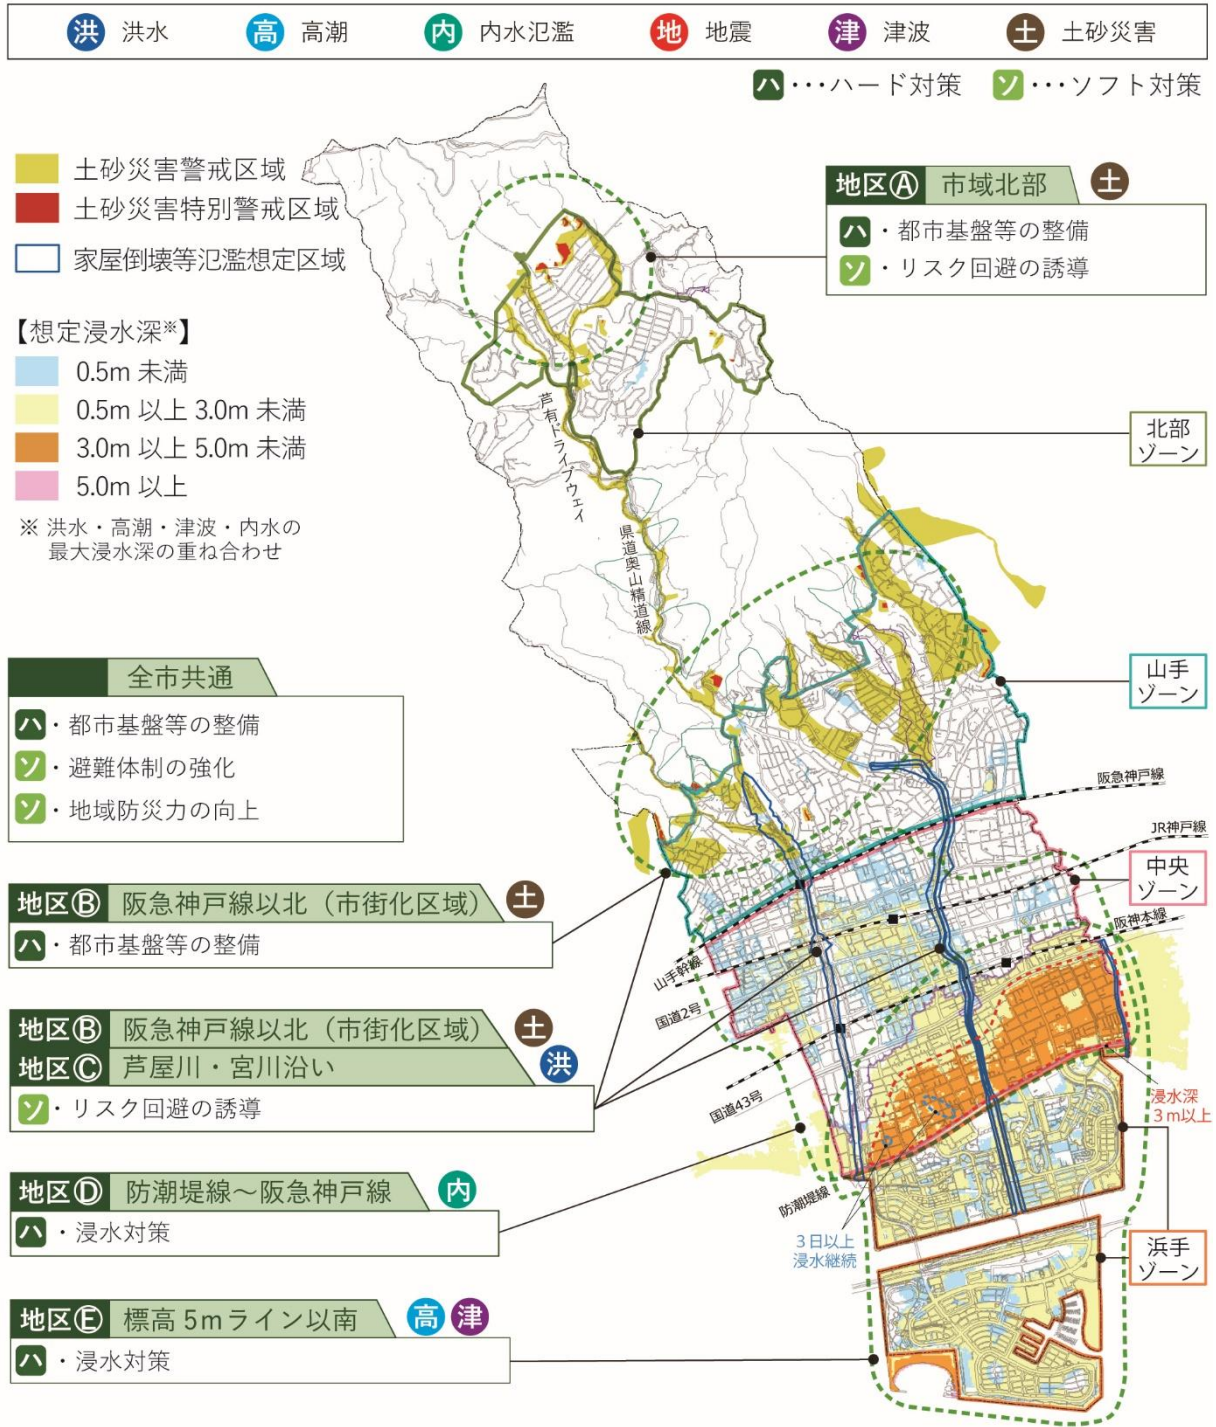 洪 洪水 高 高潮 内 内水氾濫 地 地震 津 津波 土 土砂災害
ハ・・・ハード対策 ソ・・・ソフト対策
土砂災害警戒区域
土砂災害特別警戒区域
家屋倒壊等氾濫想定区域
【想定浸水深※】
0.5m 未満
0.5m 以上 3.0m 未満
3.0m 以上 5.0m 未満
5.0m 以上
※ 洪水・高潮・津波・内水の
最大浸水深の重ね合わせ
地区Ⓐ 市域北部 土
ハ ・都市基盤等の整備
ソ ・リスク回避の誘導
芦有ドライブウェイ
県道奥山精道線
北部
ゾーン
山手
ゾーン
全市共通
ハ ・都市基盤等の整備
ソ ・避難体制の強化
ソ ・地域防災力の向上
阪急神戸線
JR神戸線
中央
ゾーン
阪神本線
地区Ⓑ 阪急神戸線以北（市街化区域） 土
ハ ・都市基盤等の整備
山手幹線
国道2号
地区Ⓑ 阪急神戸線以北（市街化区域） 土
地区Ⓒ 芦屋川・宮川沿い 洪
ソ ・リスク回避の誘導
国道43号
浸水深
3m以上
地区Ⓓ 防潮堤線～阪急神戸線 内
ハ ・浸水対策
防潮堤線
3日以上
浸水継続
浜手
ゾーン
地区Ⓔ 標高 5mライン以南 高 津
ハ ・浸水対策